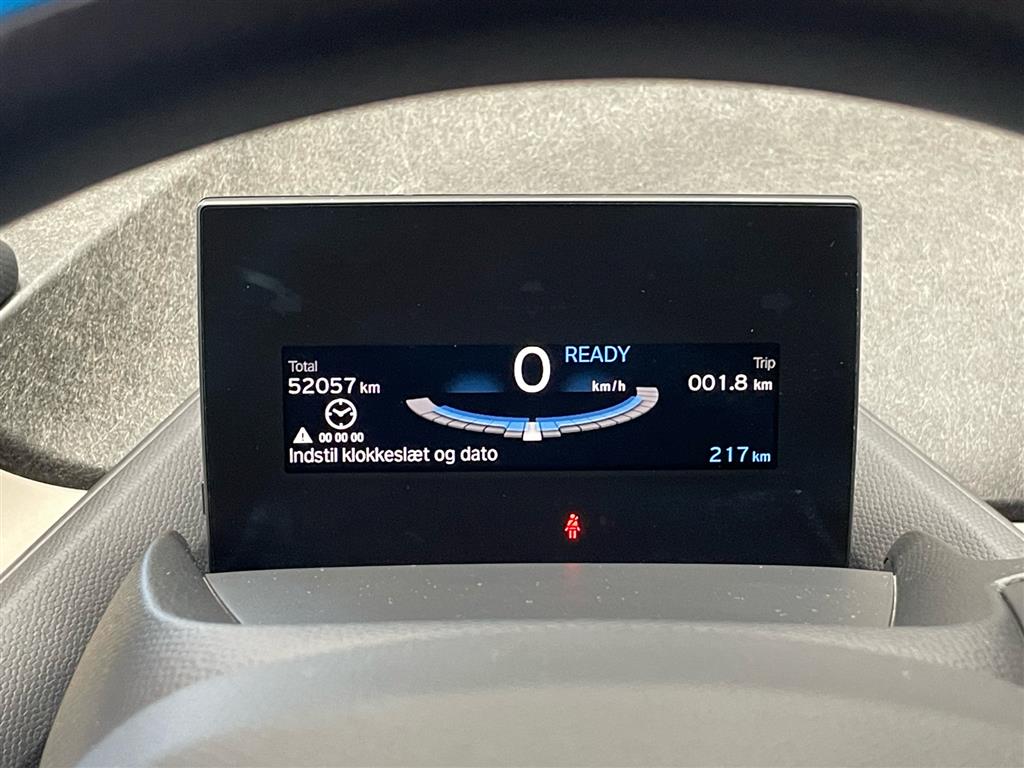 0 READY
km/h
Total
52057 km
Trip
001.8 km
00 00 00
Indstil klokkeslæt og dato
217 km